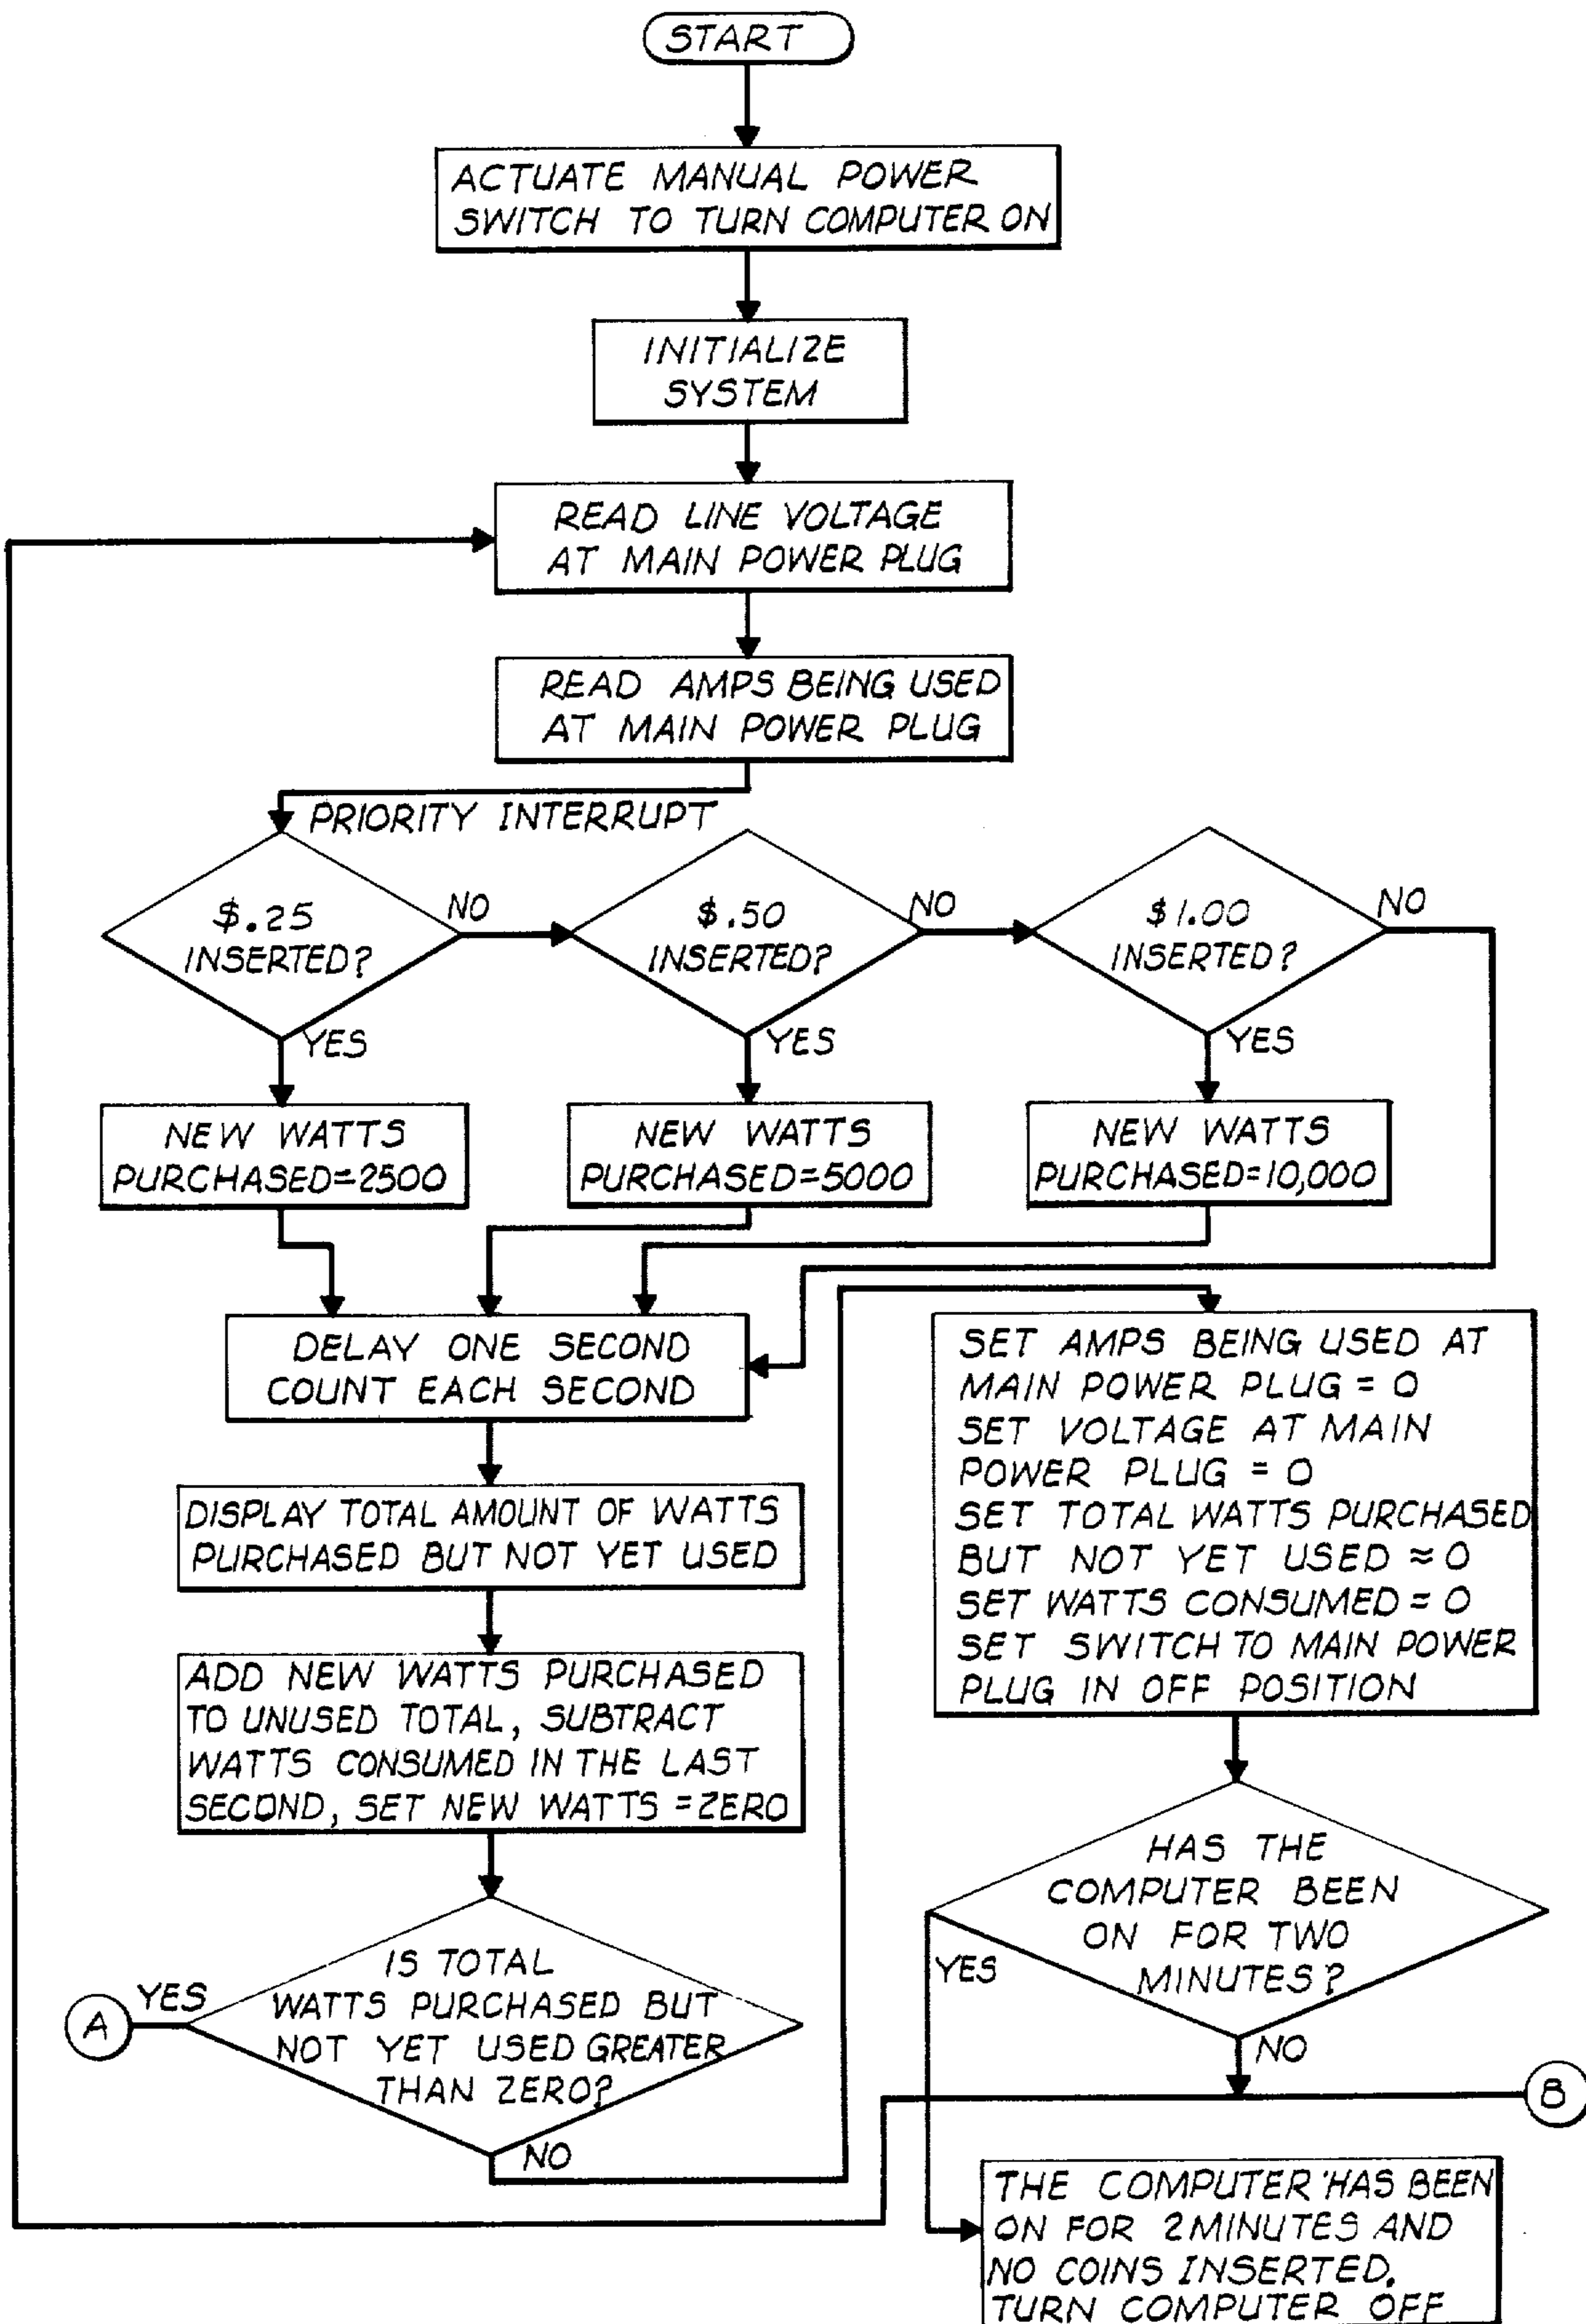 START
ACTUATE MANUAL POWER
SWITCH TO TURN COMPUTER ON
INITIALIZE
SYSTEM
READ LINE VOLTAGE
AT MAIN POWER PLUG
READ AMPS BEING USED
AT MAIN POWER PLUG
PRIORITY INTERRUPT
$.25
INSERTED?
NO
YES
$.50
INSERTED?
NO
YES
$1.00
INSERTED?
NO
YES
NEW WATTS
PURCHASED=2500
NEW WATTS
PURCHASED=5000
NEW WATTS
PURCHASED=10,000
DELAY ONE SECOND
COUNT EACH SECOND
DISPLAY TOTAL AMOUNT OF WATTS
PURCHASED BUT NOT YET USED
ADD NEW WATTS PURCHASED
TO UNUSED TOTAL, SUBTRACT
WATTS CONSUMED IN THE LAST
SECOND, SET NEW WATTS =ZERO
IS TOTAL
WATTS PURCHASED BUT
NOT YET USED GREATER
THAN ZERO?
YES
A
NO
SET AMPS BEING USED AT
MAIN POWER PLUG = 0
SET VOLTAGE AT MAIN
POWER PLUG = 0
SET TOTAL WATTS PURCHASED
BUT NOT YET USED ≈ 0
SET WATTS CONSUMED = 0
SET SWITCH TO MAIN POWER
PLUG IN OFF POSITION
HAS THE
COMPUTER BEEN
ON FOR TWO
MINUTES?
YES
NO
B
THE COMPUTER 'HAS BEEN
ON FOR 2 MINUTES AND
NO COINS INSERTED.
TURN COMPUTER OFF